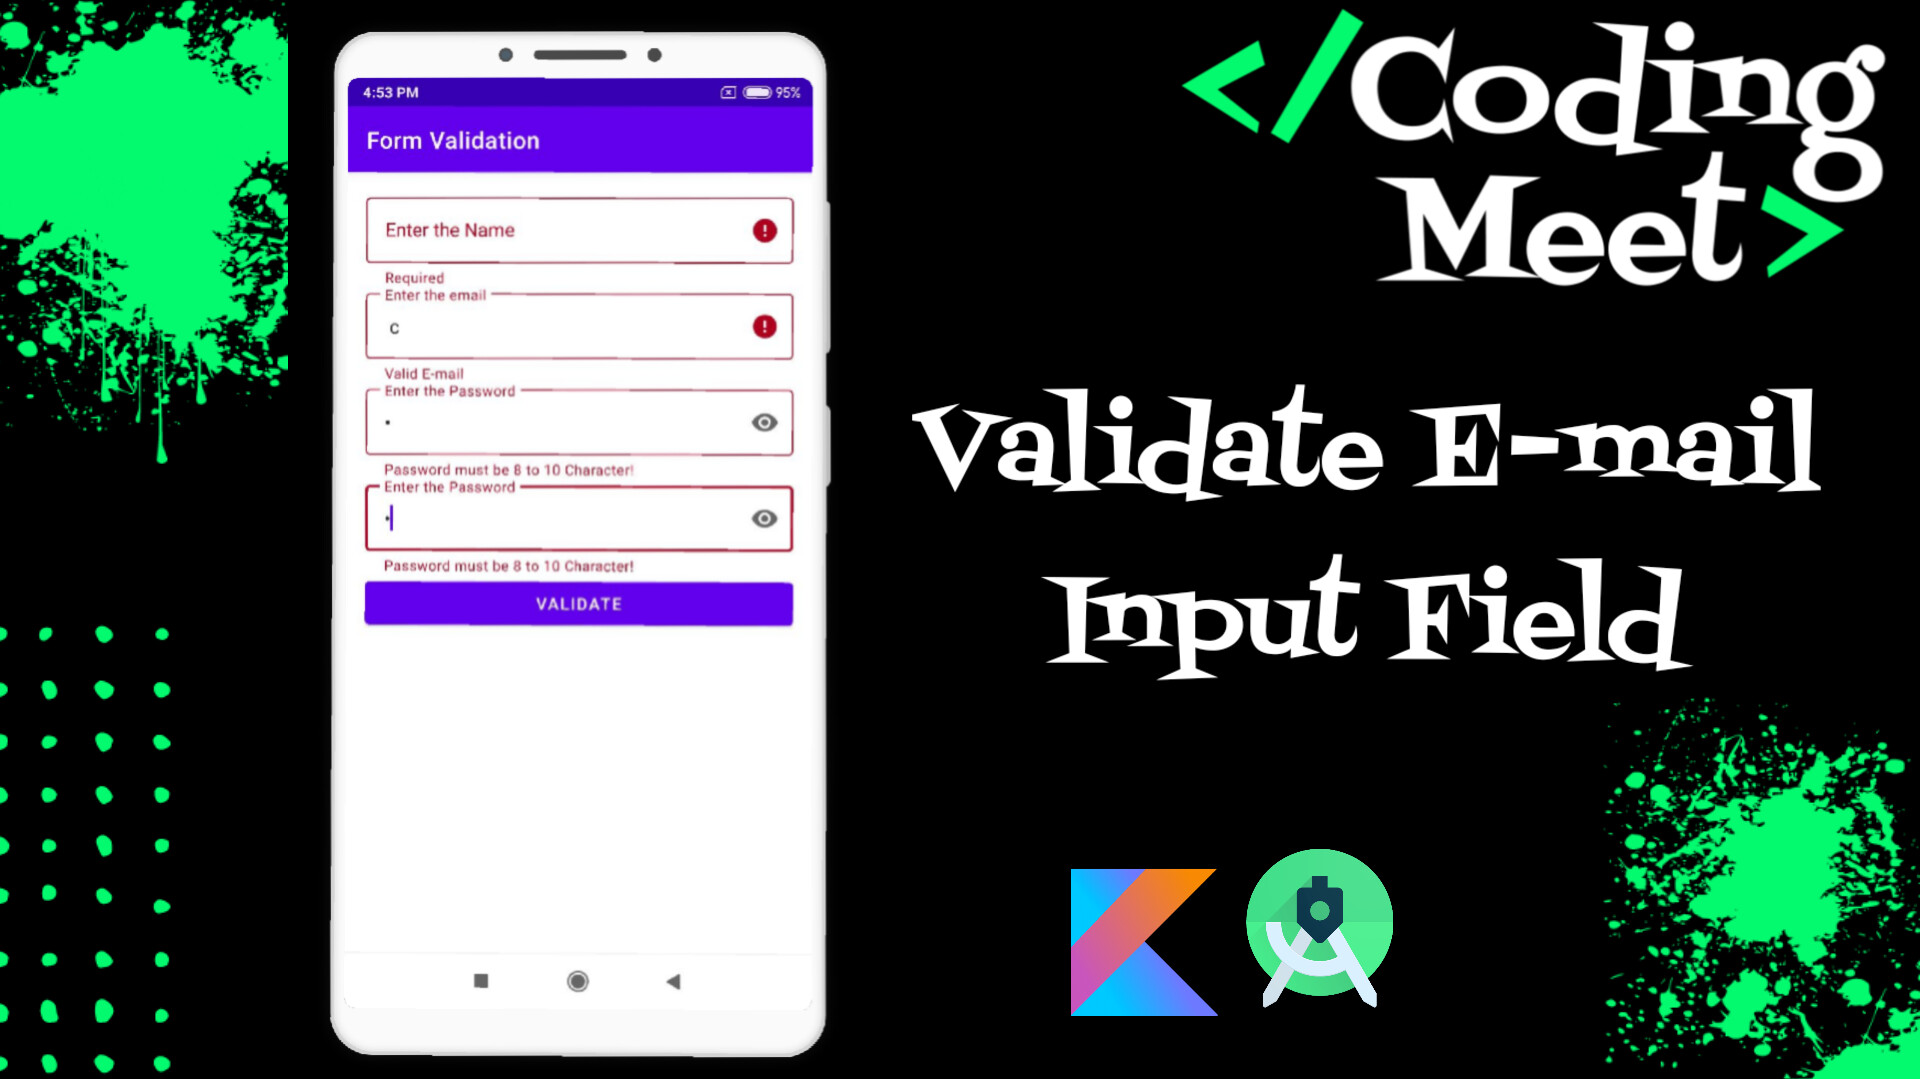 4:53 PM
95%
Form Validation
Enter the Name
Required
Enter the email
c
Valid E-mail
Enter the Password
Password must be 8 to 10 Character!
Enter the Password
Password must be 8 to 10 Character!
VALIDATE
</Coding
Meet>
Validate E-mail
Input Field